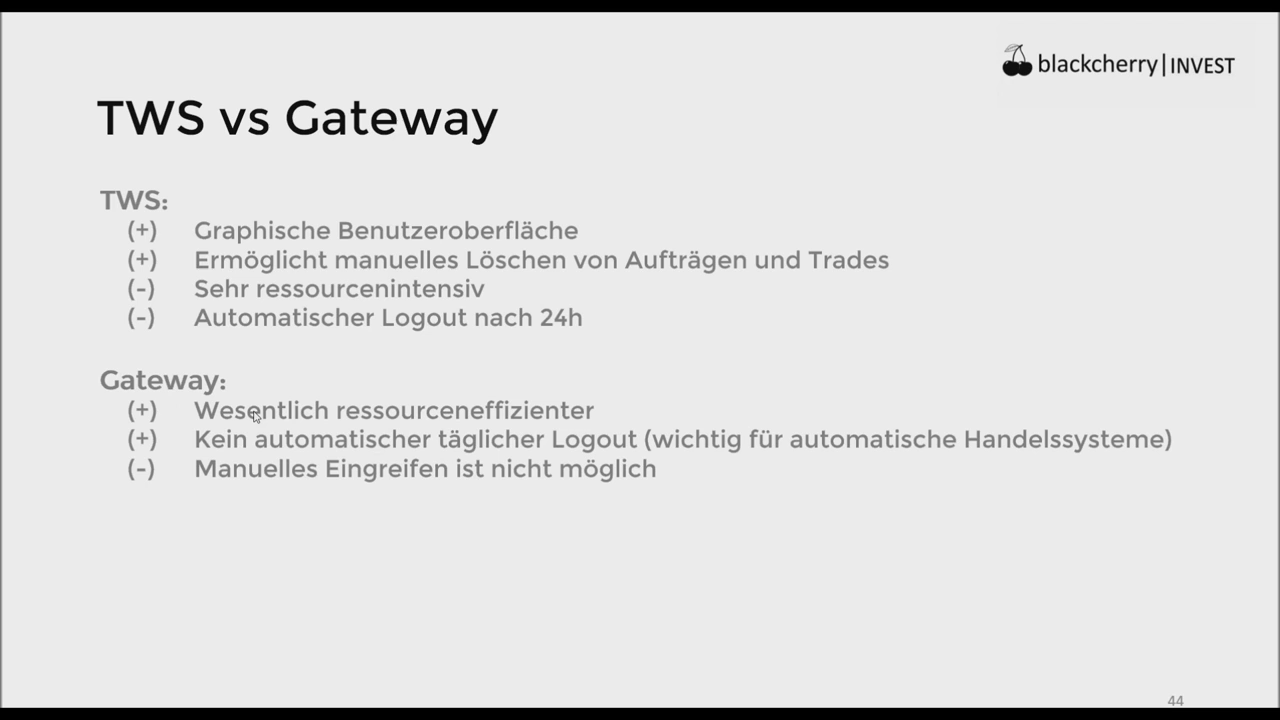 blackcherry|INVEST
TWS vs Gateway
TWS:
(+) Graphische Benutzeroberfläche
(+) Ermöglicht manuelles Löschen von Aufträgen und Trades
(-) Sehr ressourcenintensiv
(-) Automatischer Logout nach 24h
Gateway:
(+) Wesentlich ressourceneffizienter
(+) Kein automatischer täglicher Logout (wichtig für automatische Handelssysteme)
(-) Manuelles Eingreifen ist nicht möglich
44